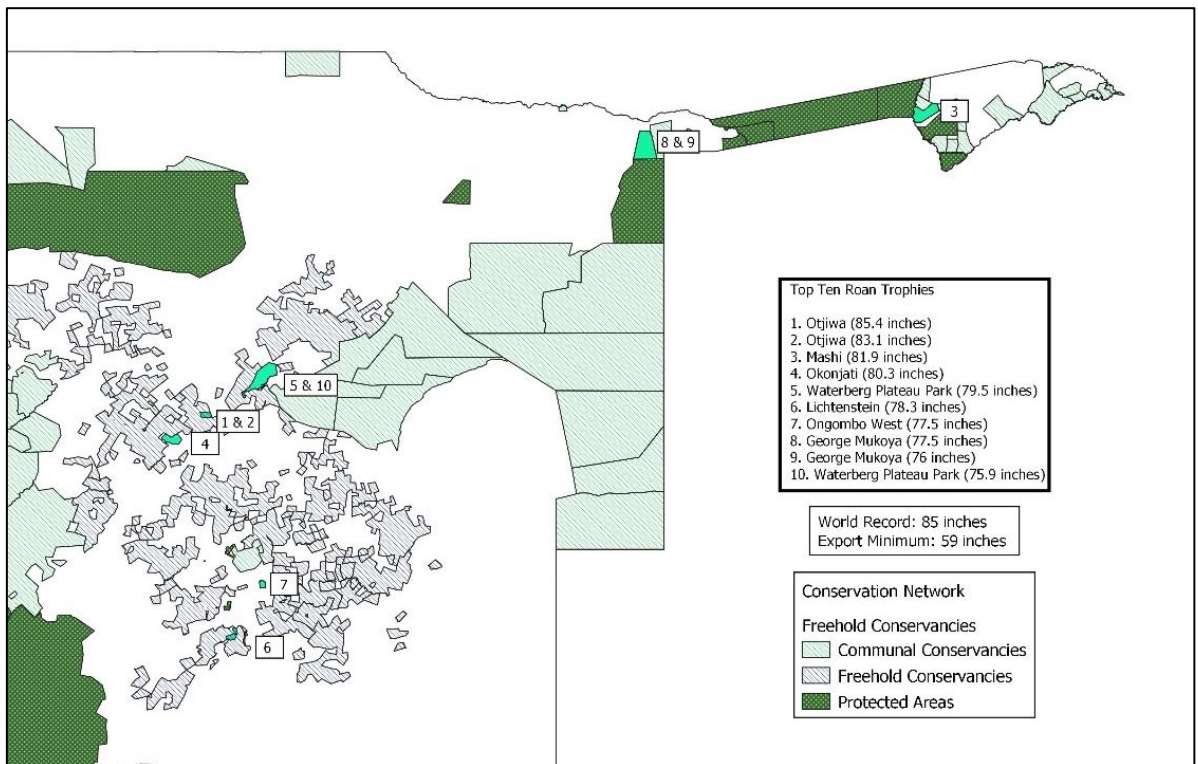 3
8 & 9
5 & 10
1 & 2
4
7
6
Top Ten Roan Trophies
1. Otjiwa (85.4 inches)
2. Otjiwa (83.1 inches)
3. Mashi (81.9 inches)
4. Okonjati (80.3 inches)
5. Waterberg Plateau Park (79.5 inches)
6. Lichtenstein (78.3 inches)
7. Ongombo West (77.5 inches)
8. George Mukoya (77.5 inches)
9. George Mukoya (76 inches)
10. Waterberg Plateau Park (75.9 inches)
World Record: 85 inches
Export Minimum: 59 inches
Conservation Network
Freehold Conservancies
Communal Conservancies
Freehold Conservancies
Protected Areas